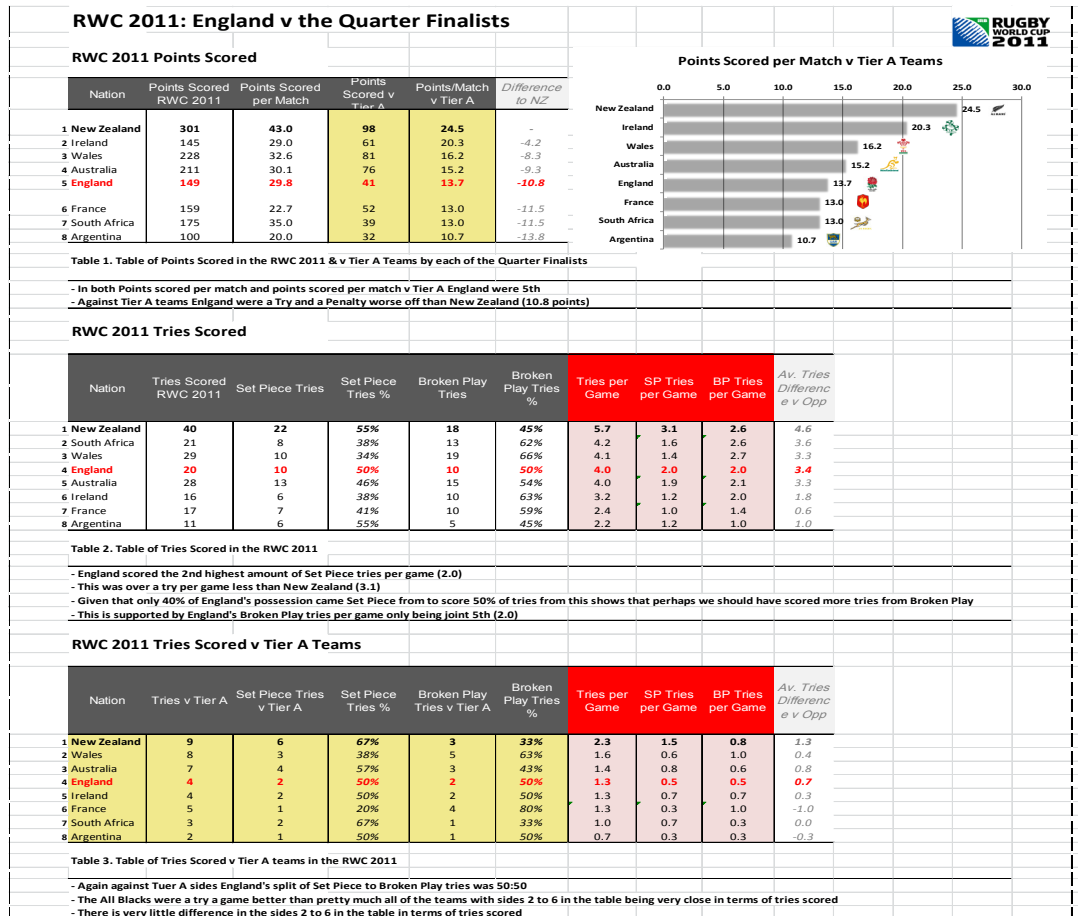 RWC 2011: England v the Quarter Finalists
RUGBY
WORLD CUP
2011
RWC 2011 Points Scored
Nation Points Scored RWC 2011 Points Scored per Match Points Scored v Tier A Points/Match v Tier A Difference to NZ
1 New Zealand 301 43.0 98 24.5 -
2 Ireland 145 29.0 61 20.3 -4.2
3 Wales 228 32.6 81 16.2 -8.3
4 Australia 211 30.1 76 15.2 -9.3
5 England 149 29.8 41 13.7 -10.8
6 France 159 22.7 52 13.0 -11.5
7 South Africa 175 35.0 39 13.0 -11.5
8 Argentina 100 20.0 32 10.7 -13.8
Points Scored per Match v Tier A Teams
0.0 5.0 10.0 15.0 20.0 25.0 30.0
New Zealand 24.5
Ireland 20.3
Wales 16.2
Australia 15.2
England 13.7
France 13.0
South Africa 13.0
Argentina 10.7
Table 1. Table of Points Scored in the RWC 2011 & v Tier A Teams by each of the Quarter Finalists
- In both Points scored per match and points scored per match v Tier A England were 5th
- Against Tier A teams Enlgand were a Try and a Penalty worse off than New Zealand (10.8 points)
RWC 2011 Tries Scored
Nation Tries Scored RWC 2011 Set Piece Tries Set Piece Tries % Broken Play Tries Broken Play Tries % Tries per Game SP Tries per Game BP Tries per Game Av. Tries Differenc e v Opp
1 New Zealand 40 22 55% 18 45% 5.7 3.1 2.6 4.6
2 South Africa 21 8 38% 13 62% 4.2 1.6 2.6 3.6
3 Wales 29 10 34% 19 66% 4.1 1.4 2.7 3.3
4 England 20 10 50% 10 50% 4.0 2.0 2.0 3.4
5 Australia 28 13 46% 15 54% 4.0 1.9 2.1 3.3
6 Ireland 16 6 38% 10 63% 3.2 1.2 2.0 1.8
7 France 17 7 41% 10 59% 2.4 1.0 1.4 0.6
8 Argentina 11 6 55% 5 45% 2.2 1.2 1.0 1.0
Table 2. Table of Tries Scored in the RWC 2011
- England scored the 2nd highest amount of Set Piece tries per game (2.0)
- This was over a try per game less than New Zealand (3.1)
- Given that only 40% of England's possession came Set Piece from to score 50% of tries from this shows that perhaps we should have scored more tries from Broken Play
- This is supported by England's Broken Play tries per game only being joint 5th (2.0)
RWC 2011 Tries Scored v Tier A Teams
Nation Tries v Tier A Set Piece Tries v Tier A Set Piece Tries % Broken Play Tries v Tier A Broken Play Tries % Tries per Game SP Tries per Game BP Tries per Game Av. Tries Differenc e v Opp
1 New Zealand 9 6 67% 3 33% 2.3 1.5 0.8 1.3
2 Wales 8 3 38% 5 63% 1.6 0.6 1.0 0.4
3 Australia 7 4 57% 3 43% 1.4 0.8 0.6 0.8
4 England 4 2 50% 2 50% 1.3 0.5 0.5 0.7
5 Ireland 4 2 50% 2 50% 1.3 0.7 0.7 0.3
6 France 5 1 20% 4 80% 1.3 0.3 1.0 -1.0
7 South Africa 3 2 67% 1 33% 1.0 0.7 0.3 0.0
8 Argentina 2 1 50% 1 50% 0.7 0.3 0.3 -0.3
Table 3. Table of Tries Scored v Tier A teams in the RWC 2011
- Again against Tuer A sides England's split of Set Piece to Broken Play tries was 50:50
- The All Blacks were a try a game better than pretty much all of the teams with sides 2 to 6 in the table being very close in terms of tries scored
- There is very little difference in the sides 2 to 6 in the table in terms of tries scored